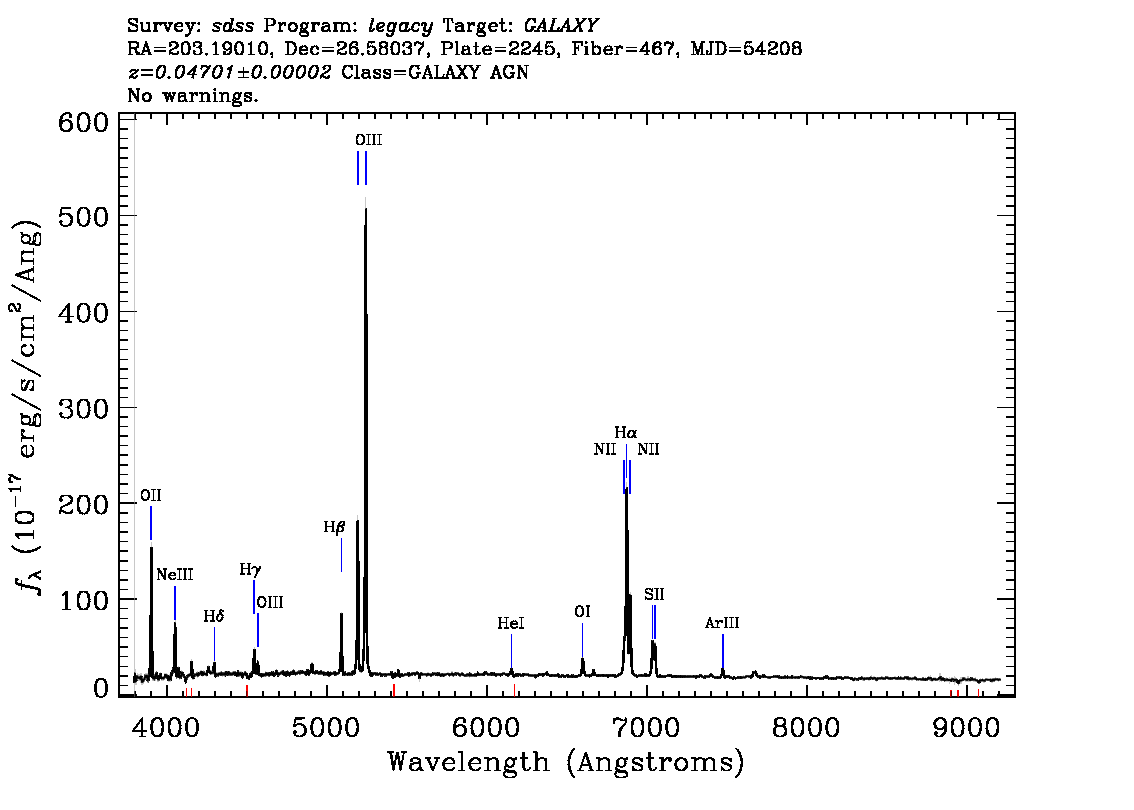 Survey: sdss Program: legacy Target: GALAXY
RA=203.19010, Dec=26.58037, Plate=2245, Fiber=467, MJD=54208
z=0.04701±0.00002 Class=GALAXY AGN
No warnings.
600
OIII
500
400
300
Hα
NII NII
200
OII
Hβ
NeIII
Hγ
100
OIII
SII
OI
Hδ
HeI
ArIII
0
4000 5000 6000 7000 8000 9000
Wavelength (Angstroms)
f_λ (10^−17 erg/s/cm^2/Ang)